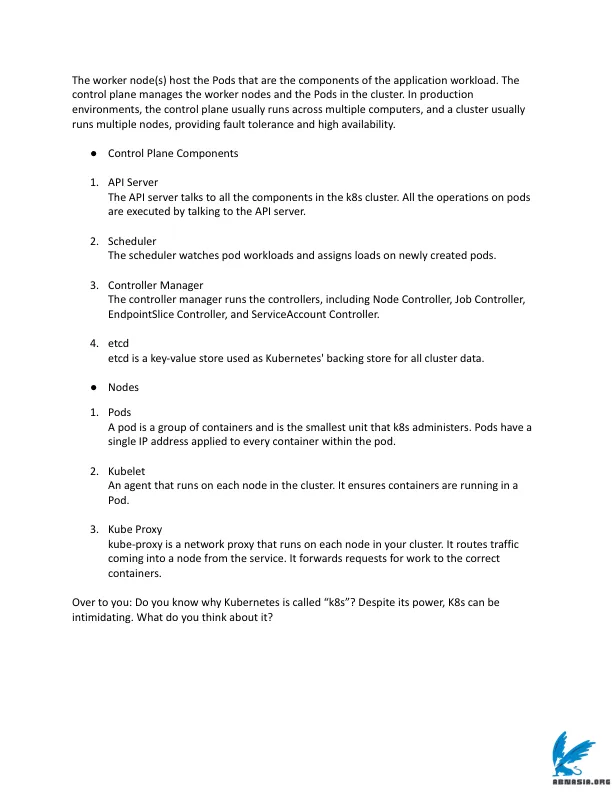 The worker node(s) host the Pods that are the components of the application workload. The
control plane manages the worker nodes and the Pods in the cluster. In production
environments, the control plane usually runs across multiple computers, and a cluster usually
runs multiple nodes, providing fault tolerance and high availability.
● Control Plane Components
1. API Server
The API server talks to all the components in the k8s cluster. All the operations on pods
are executed by talking to the API server.
2. Scheduler
The scheduler watches pod workloads and assigns loads on newly created pods.
3. Controller Manager
The controller manager runs the controllers, including Node Controller, Job Controller,
EndpointSlice Controller, and ServiceAccount Controller.
4. etcd
etcd is a key-value store used as Kubernetes' backing store for all cluster data.
● Nodes
1. Pods
A pod is a group of containers and is the smallest unit that k8s administers. Pods have a
single IP address applied to every container within the pod.
2. Kubelet
An agent that runs on each node in the cluster. It ensures containers are running in a
Pod.
3. Kube Proxy
kube-proxy is a network proxy that runs on each node in your cluster. It routes traffic
coming into a node from the service. It forwards requests for work to the correct
containers.
Over to you: Do you know why Kubernetes is called “k8s”? Despite its power, K8s can be
intimidating. What do you think about it?
ABNASIA.ORG